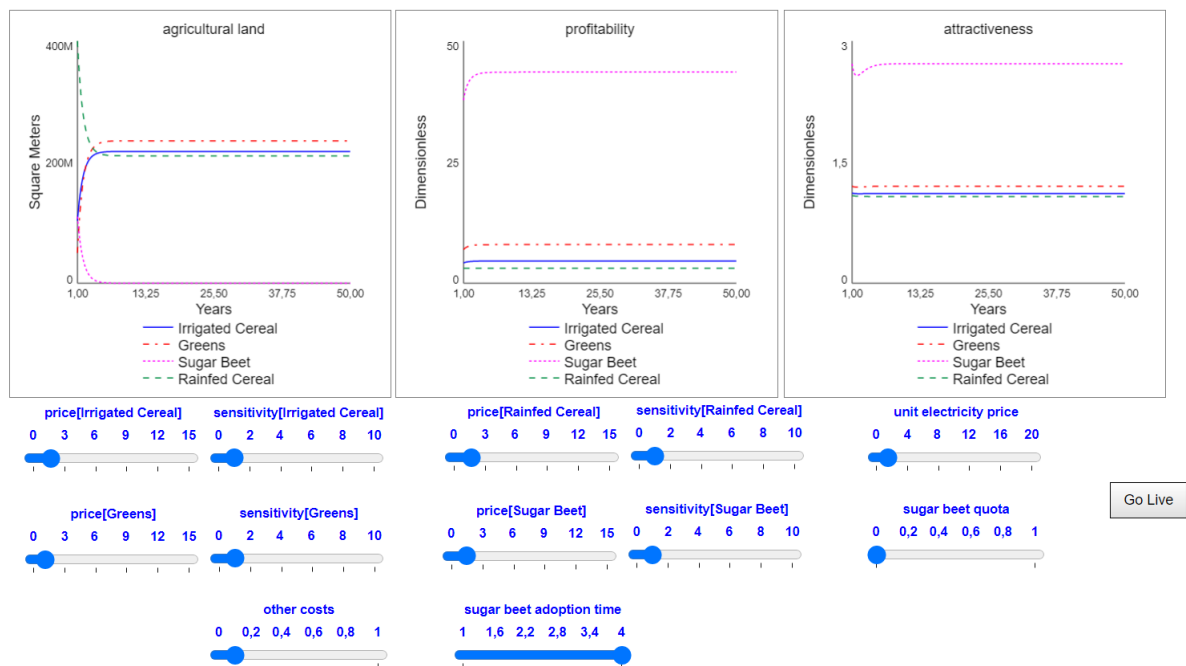 agricultural land
400M
200M
0
Square Meters
1,00 13,25 25,50 37,75 50,00
Years
Irrigated Cereal
Greens
Sugar Beet
Rainfed Cereal
profitability
50
25
0
Dimensionless
1,00 13,25 25,50 37,75 50,00
Years
Irrigated Cereal
Greens
Sugar Beet
Rainfed Cereal
attractiveness
3
1,5
0
Dimensionless
1,00 13,25 25,50 37,75 50,00
Years
Irrigated Cereal
Greens
Sugar Beet
Rainfed Cereal
price[Irrigated Cereal]
0 3 6 9 12 15
sensitivity[Irrigated Cereal]
0 2 4 6 8 10
price[Rainfed Cereal]
0 3 6 9 12 15
sensitivity[Rainfed Cereal]
0 2 4 6 8 10
unit electricity price
0 4 8 12 16 20
Go Live
price[Greens]
0 3 6 9 12 15
sensitivity[Greens]
0 2 4 6 8 10
price[Sugar Beet]
0 3 6 9 12 15
sensitivity[Sugar Beet]
0 2 4 6 8 10
sugar beet quota
0 0,2 0,4 0,6 0,8 1
other costs
0 0,2 0,4 0,6 0,8 1
sugar beet adoption time
1 1,6 2,2 2,8 3,4 4